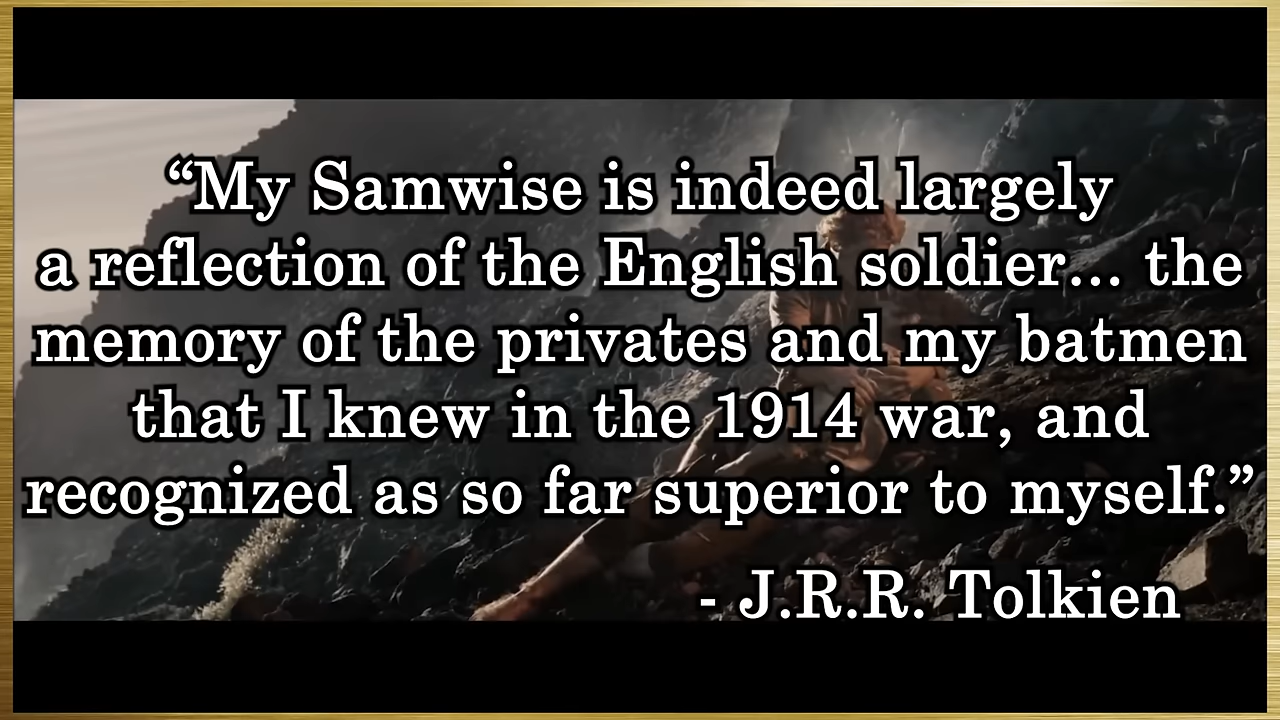 “My Samwise is indeed largely
a reflection of the English soldier... the
memory of the privates and my batmen
that I knew in the 1914 war, and
recognized as so far superior to myself.”
- J.R.R. Tolkien